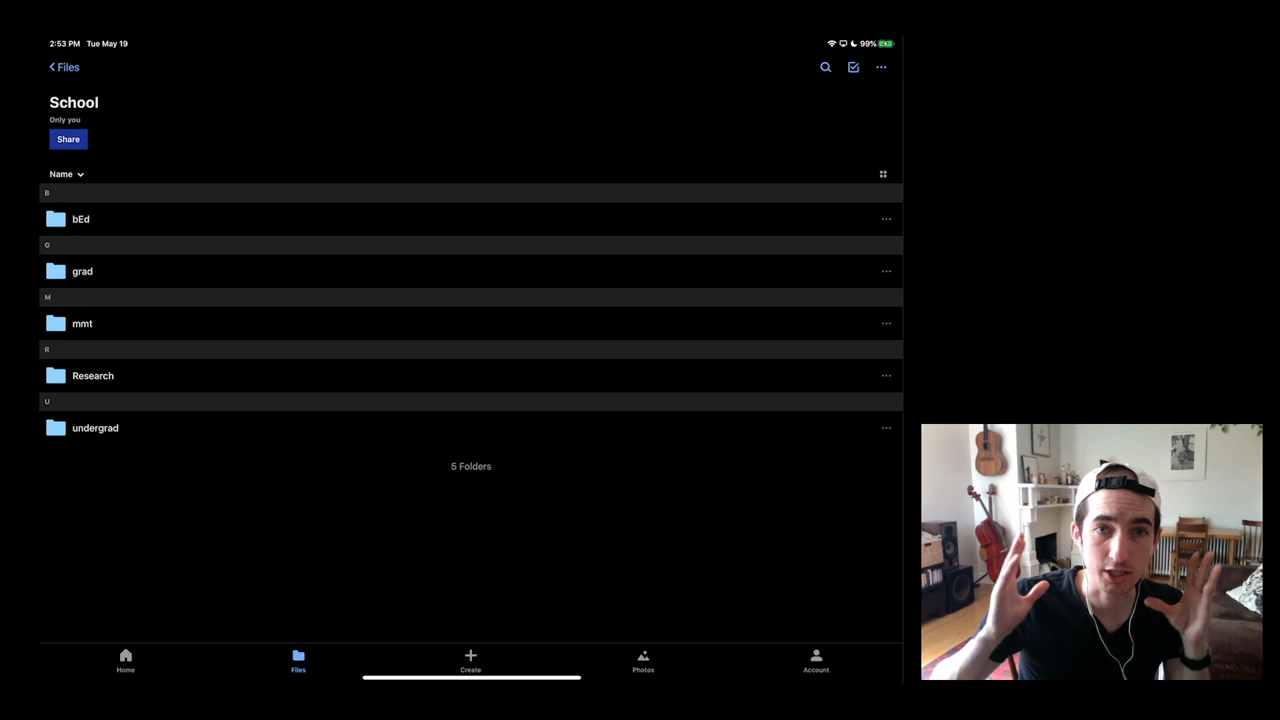 2:53 PM Tue May 19
99%
Files
School
Only you
Share
Name
B
bEd
G
grad
M
mmt
R
Research
U
undergrad
5 Folders
Home
Files
Create
Photos
Account